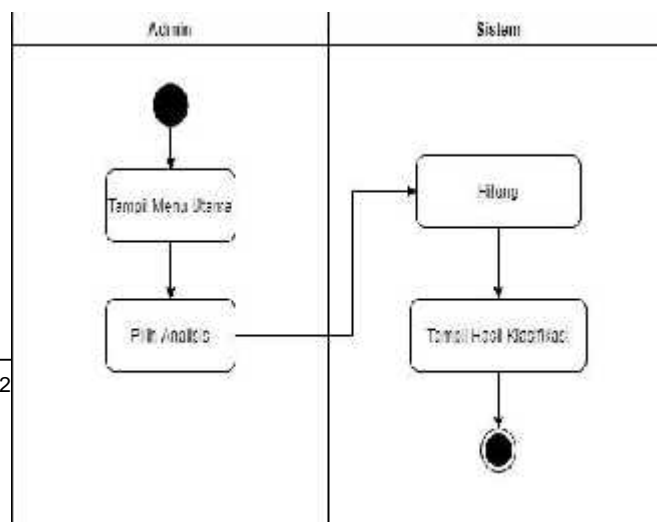 Admin
Sistem
Tampil Menu Utama
Hitung
Pilih Analisis
Tampil Hasil Klasifikasi
2